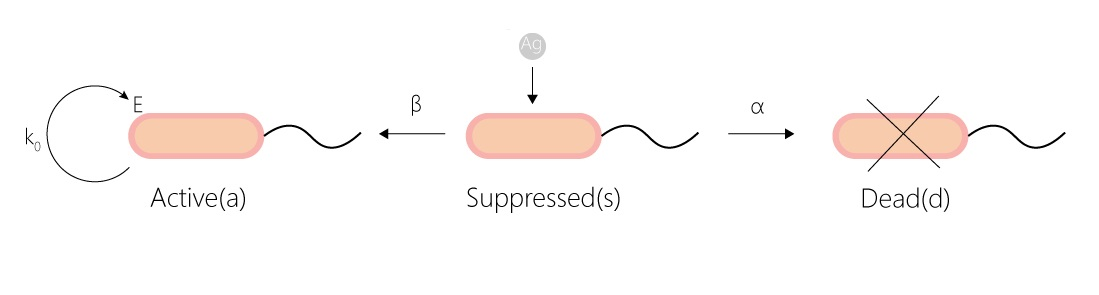 Ag
β
α
E
k₀
Active(a)
Suppressed(s)
Dead(d)